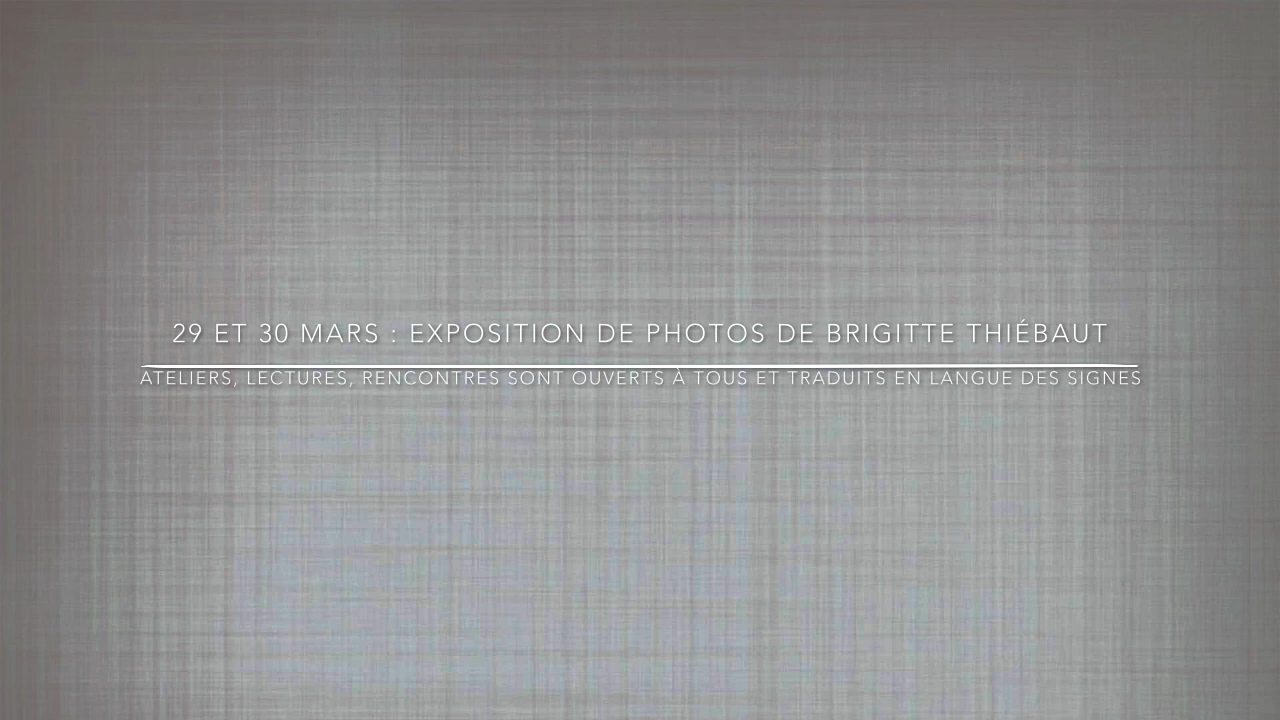 29 ET 30 MARS : EXPOSITION DE PHOTOS DE BRIGITTE THIÉBAUT
ATELIERS, LECTURES, RENCONTRES SONT OUVERTS À TOUS ET TRADUITS EN LANGUE DES SIGNES